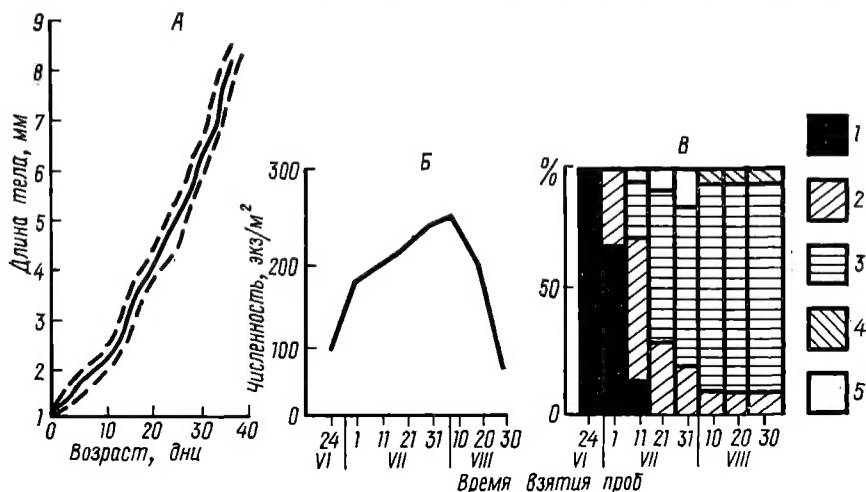 А
Длина тела, мм
9
8
7
6
5
4
3
2
1
0 10 20 30 40
Возраст, дни
Б
Численность, экз/м²
300
200
100
0
24 1 11 21 31 10 20 30
VI VII VIII
В
%
50
0
24 1 11 21 31 10 20 30
VI VII VIII
Время взятия проб
1
2
3
4
5